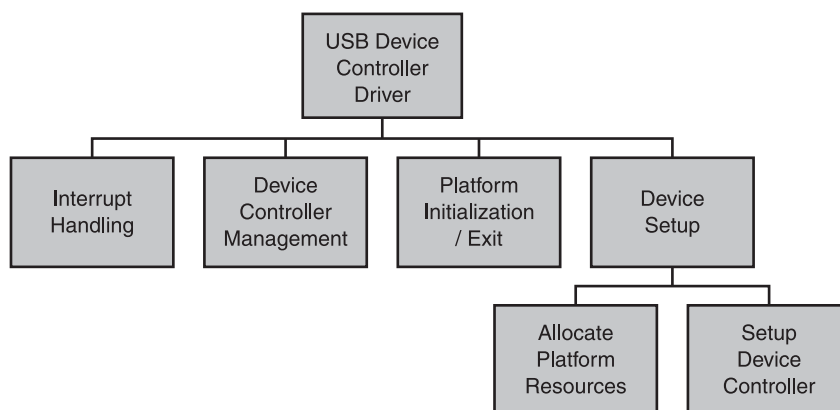 USB Device
Controller
Driver
Interrupt
Handling
Device
Controller
Management
Platform
Initialization
/ Exit
Device
Setup
Allocate
Platform
Resources
Setup
Device
Controller